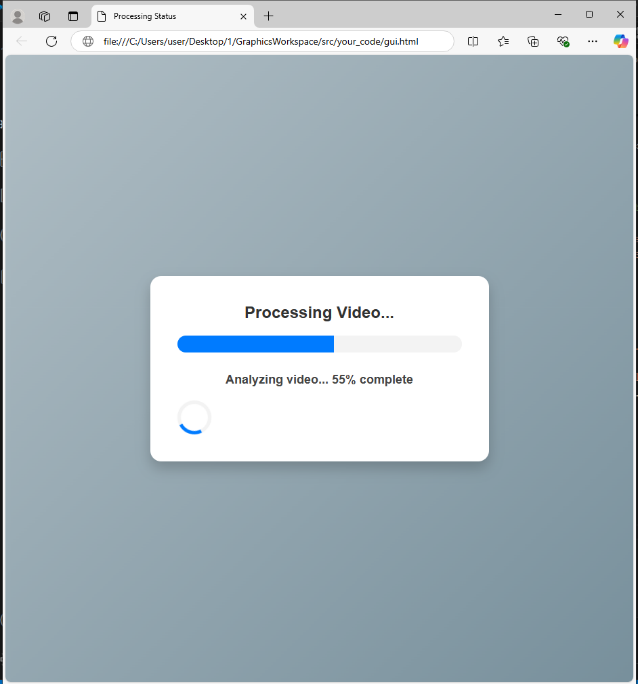 Processing Status
file:///C:/Users/user/Desktop/1/GraphicsWorkspace/src/your_code/gui.html
Processing Video...
Analyzing video... 55% complete